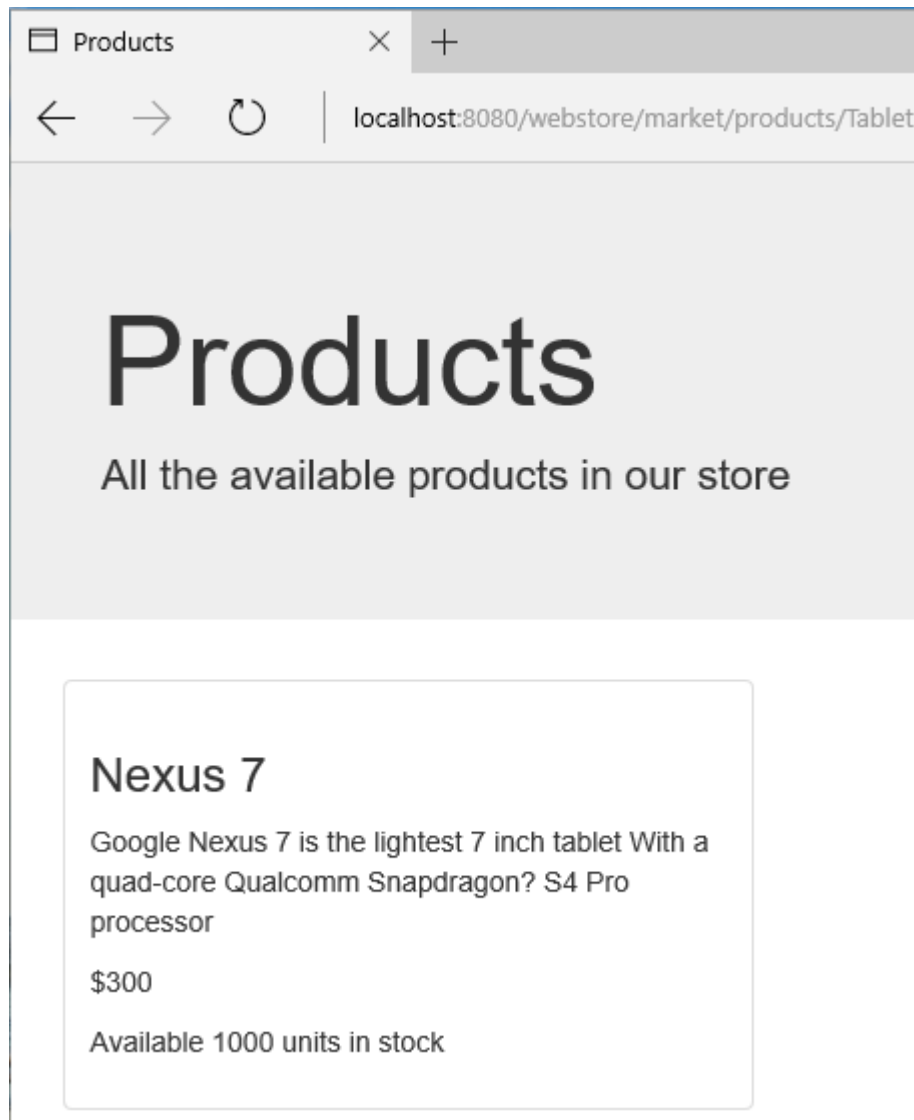 Products
localhost:8080/webstore/market/products/Tablet
Products
All the available products in our store
Nexus 7
Google Nexus 7 is the lightest 7 inch tablet With a
quad-core Qualcomm Snapdragon? S4 Pro
processor
$300
Available 1000 units in stock